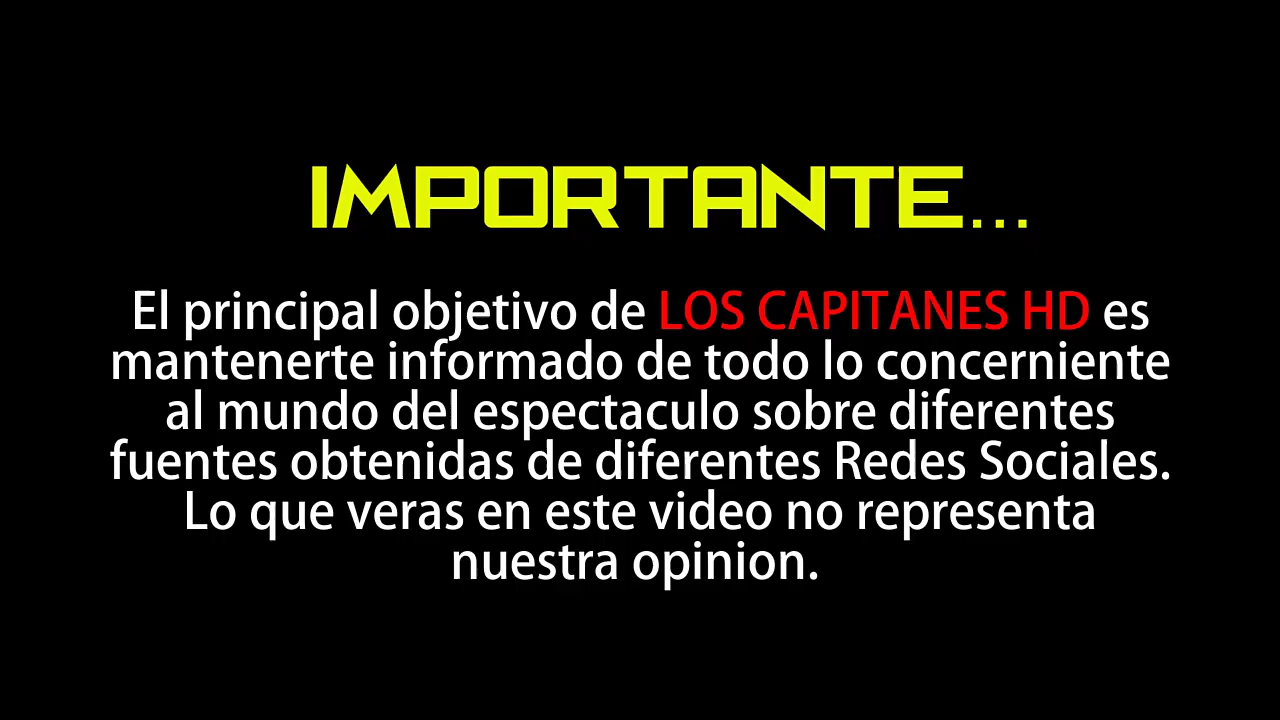 IMPORTANTE...
El principal objetivo de LOS CAPITANES HD es
mantenerte informado de todo lo concerniente
al mundo del espectaculo sobre diferentes
fuentes obtenidas de diferentes Redes Sociales.
Lo que veras en este video no representa
nuestra opinion.